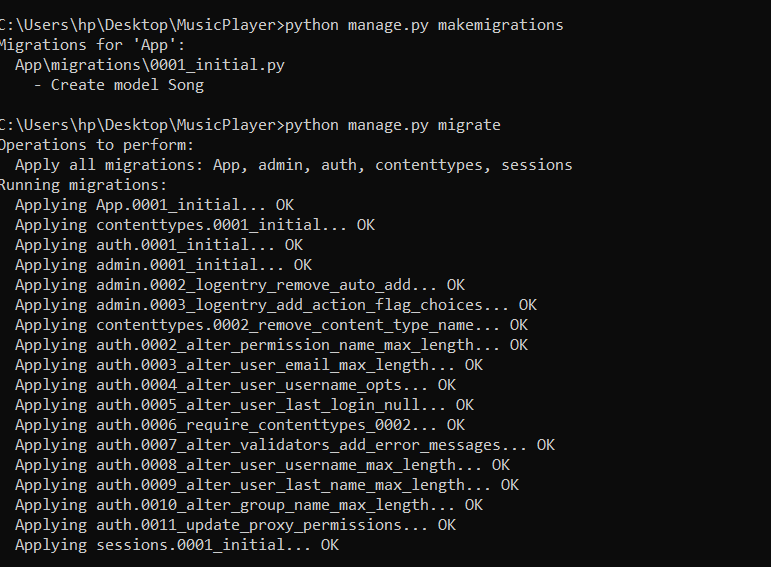 C:\Users\hp\Desktop\MusicPlayer>python manage.py makemigrations
Migrations for 'App':
  App\migrations\0001_initial.py
    - Create model Song

C:\Users\hp\Desktop\MusicPlayer>python manage.py migrate
Operations to perform:
  Apply all migrations: App, admin, auth, contenttypes, sessions
Running migrations:
  Applying App.0001_initial... OK
  Applying contenttypes.0001_initial... OK
  Applying auth.0001_initial... OK
  Applying admin.0001_initial... OK
  Applying admin.0002_logentry_remove_auto_add... OK
  Applying admin.0003_logentry_add_action_flag_choices... OK
  Applying contenttypes.0002_remove_content_type_name... OK
  Applying auth.0002_alter_permission_name_max_length... OK
  Applying auth.0003_alter_user_email_max_length... OK
  Applying auth.0004_alter_user_username_opts... OK
  Applying auth.0005_alter_user_last_login_null... OK
  Applying auth.0006_require_contenttypes_0002... OK
  Applying auth.0007_alter_validators_add_error_messages... OK
  Applying auth.0008_alter_user_username_max_length... OK
  Applying auth.0009_alter_user_last_name_max_length... OK
  Applying auth.0010_alter_group_name_max_length... OK
  Applying auth.0011_update_proxy_permissions... OK
  Applying sessions.0001_initial... OK